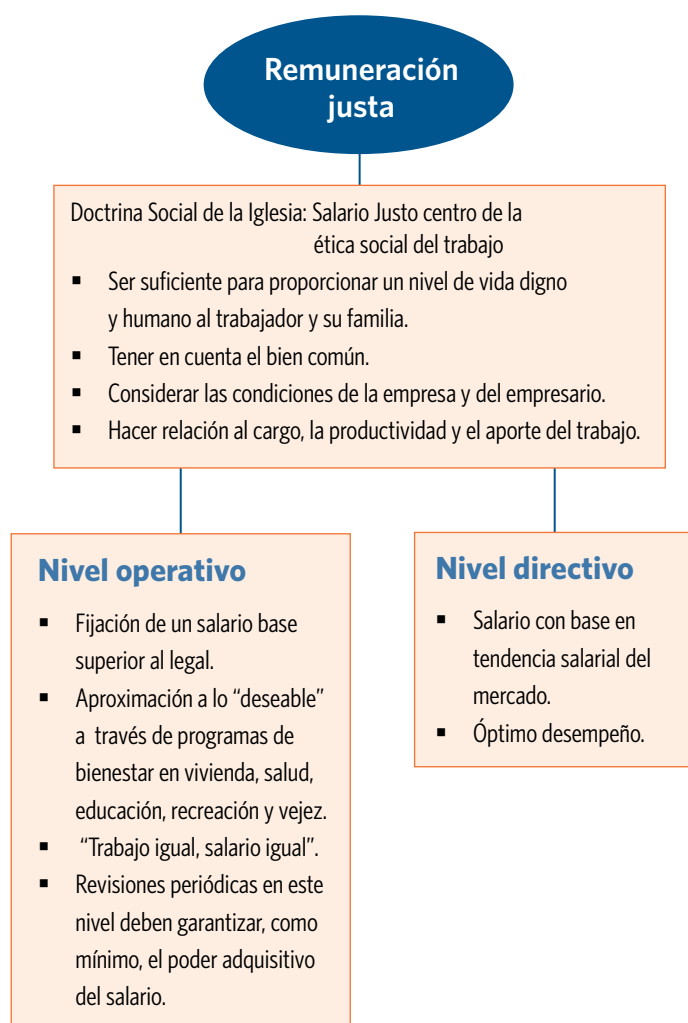 Remuneración
justa
Doctrina Social de la Iglesia: Salario Justo centro de la
ética social del trabajo
▪ Ser suficiente para proporcionar un nivel de vida digno
y humano al trabajador y su familia.
▪ Tener en cuenta el bien común.
▪ Considerar las condiciones de la empresa y del empresario.
▪ Hacer relación al cargo, la productividad y el aporte del trabajo.
Nivel operativo
▪ Fijación de un salario base
superior al legal.
▪ Aproximación a lo “deseable”
a través de programas de
bienestar en vivienda, salud,
educación, recreación y vejez.
▪ “Trabajo igual, salario igual”.
▪ Revisiones periódicas en este
nivel deben garantizar, como
mínimo, el poder adquisitivo
del salario.
Nivel directivo
▪ Salario con base en
tendencia salarial del
mercado.
▪ Óptimo desempeño.